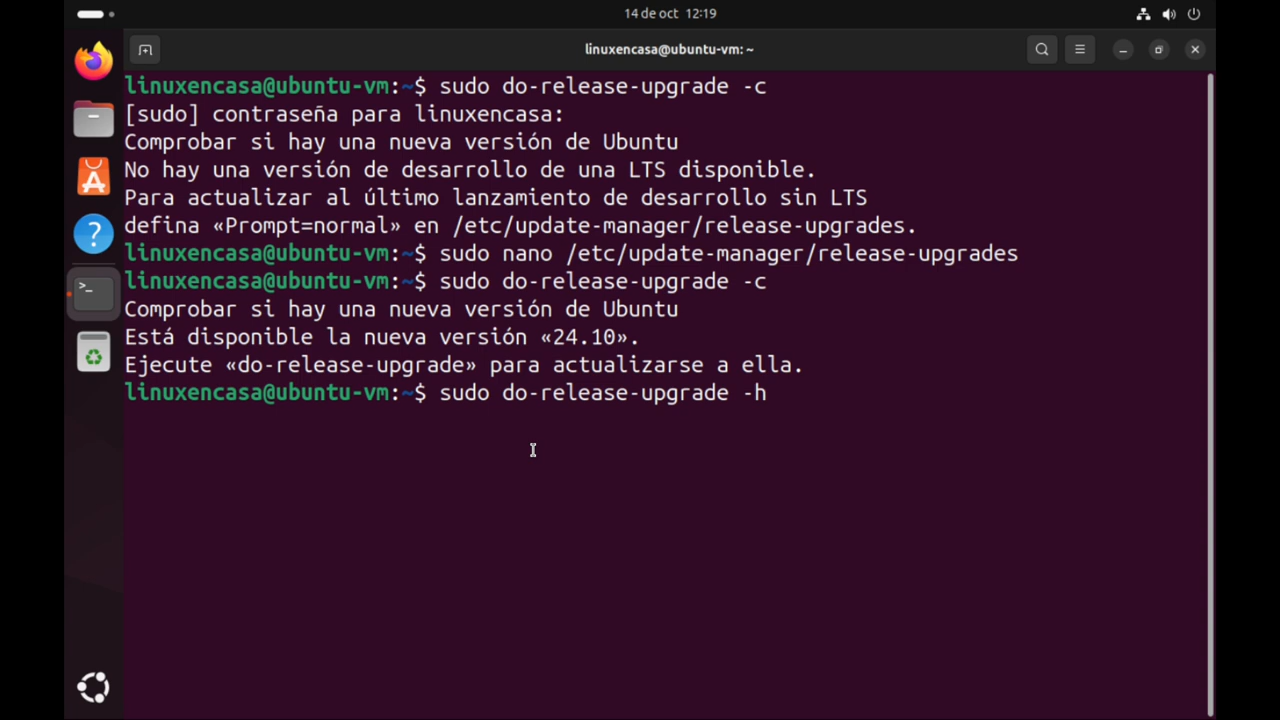 14 de oct 12:19
linuxencasa@ubuntu-vm: ~
linuxencasa@ubuntu-vm:~$ sudo do-release-upgrade -c
[sudo] contraseña para linuxencasa:
Comprobar si hay una nueva versión de Ubuntu
No hay una versión de desarrollo de una LTS disponible.
Para actualizar al último lanzamiento de desarrollo sin LTS
defina «Prompt=normal» en /etc/update-manager/release-upgrades.
linuxencasa@ubuntu-vm:~$ sudo nano /etc/update-manager/release-upgrades
linuxencasa@ubuntu-vm:~$ sudo do-release-upgrade -c
Comprobar si hay una nueva versión de Ubuntu
Está disponible la nueva versión «24.10».
Ejecute «do-release-upgrade» para actualizarse a ella.
linuxencasa@ubuntu-vm:~$ sudo do-release-upgrade -h